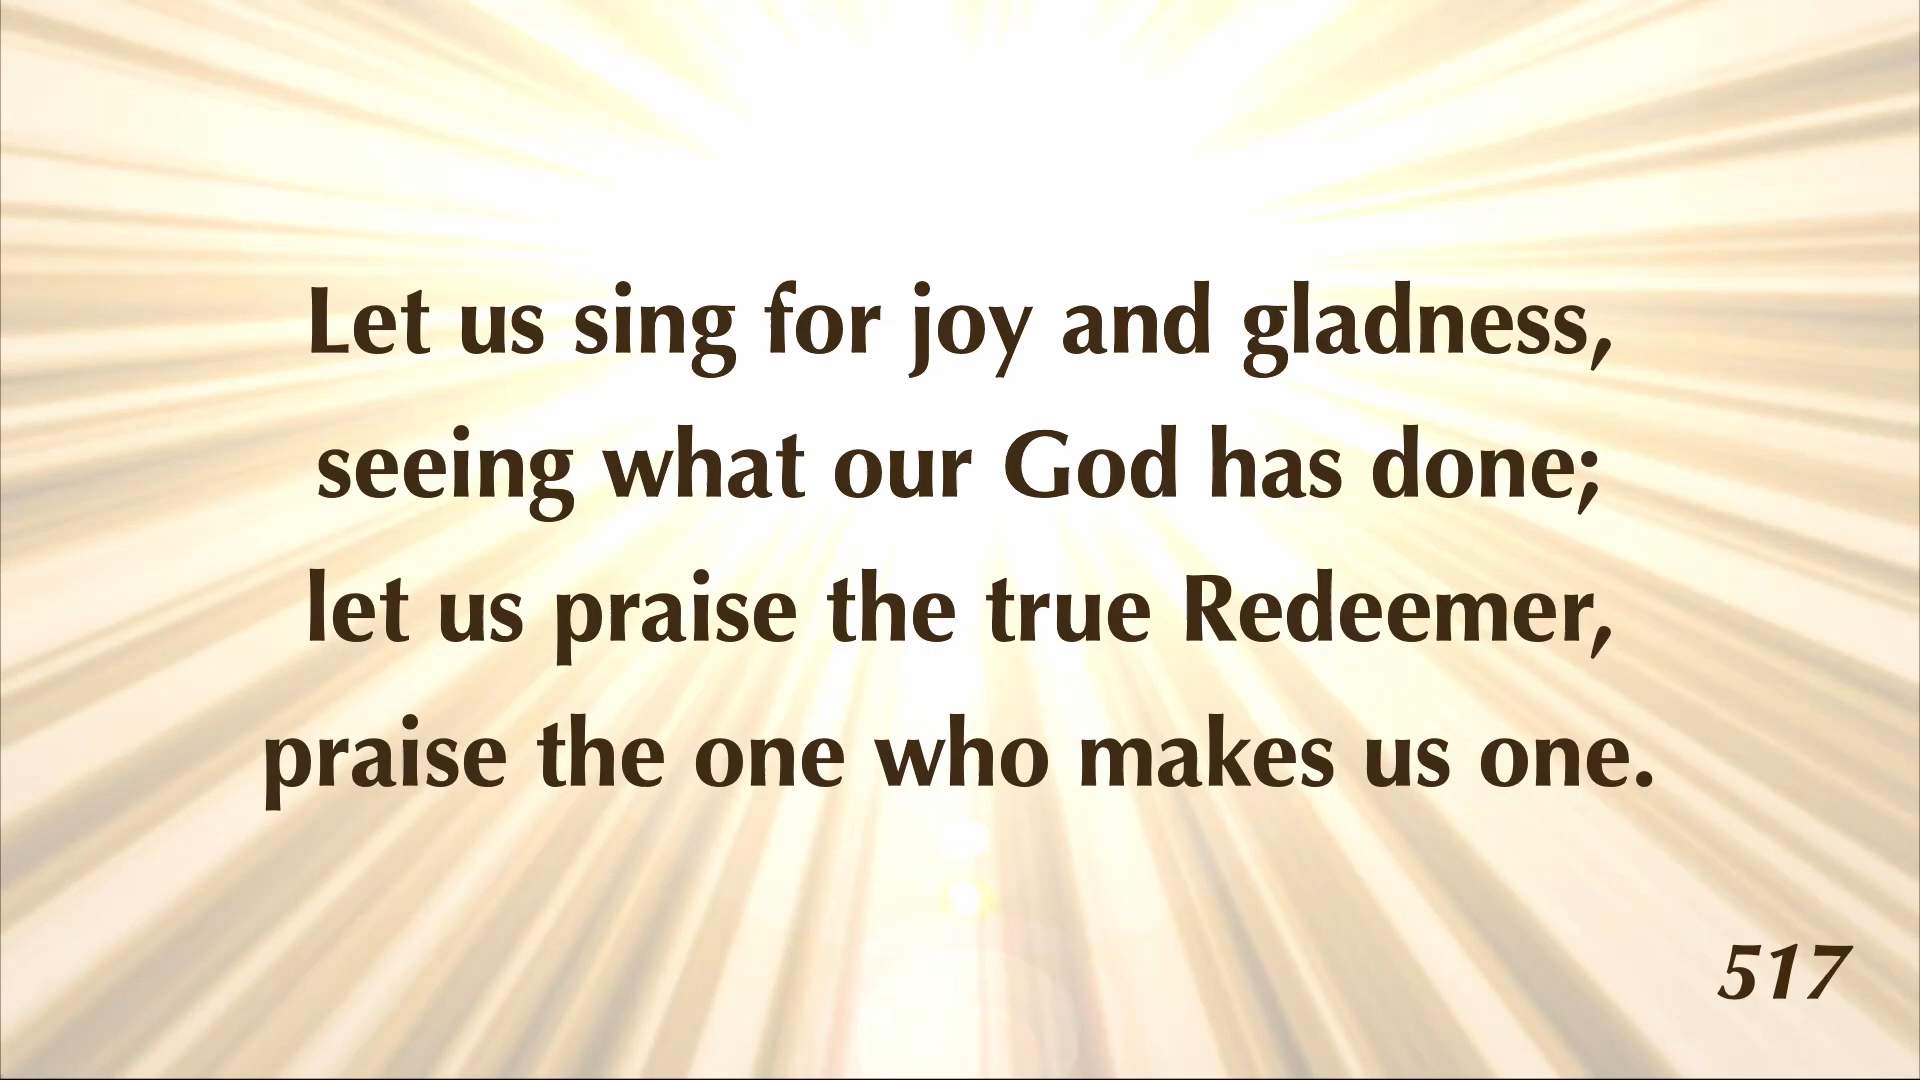 Let us sing for joy and gladness,
seeing what our God has done;
let us praise the true Redeemer,
praise the one who makes us one.
517